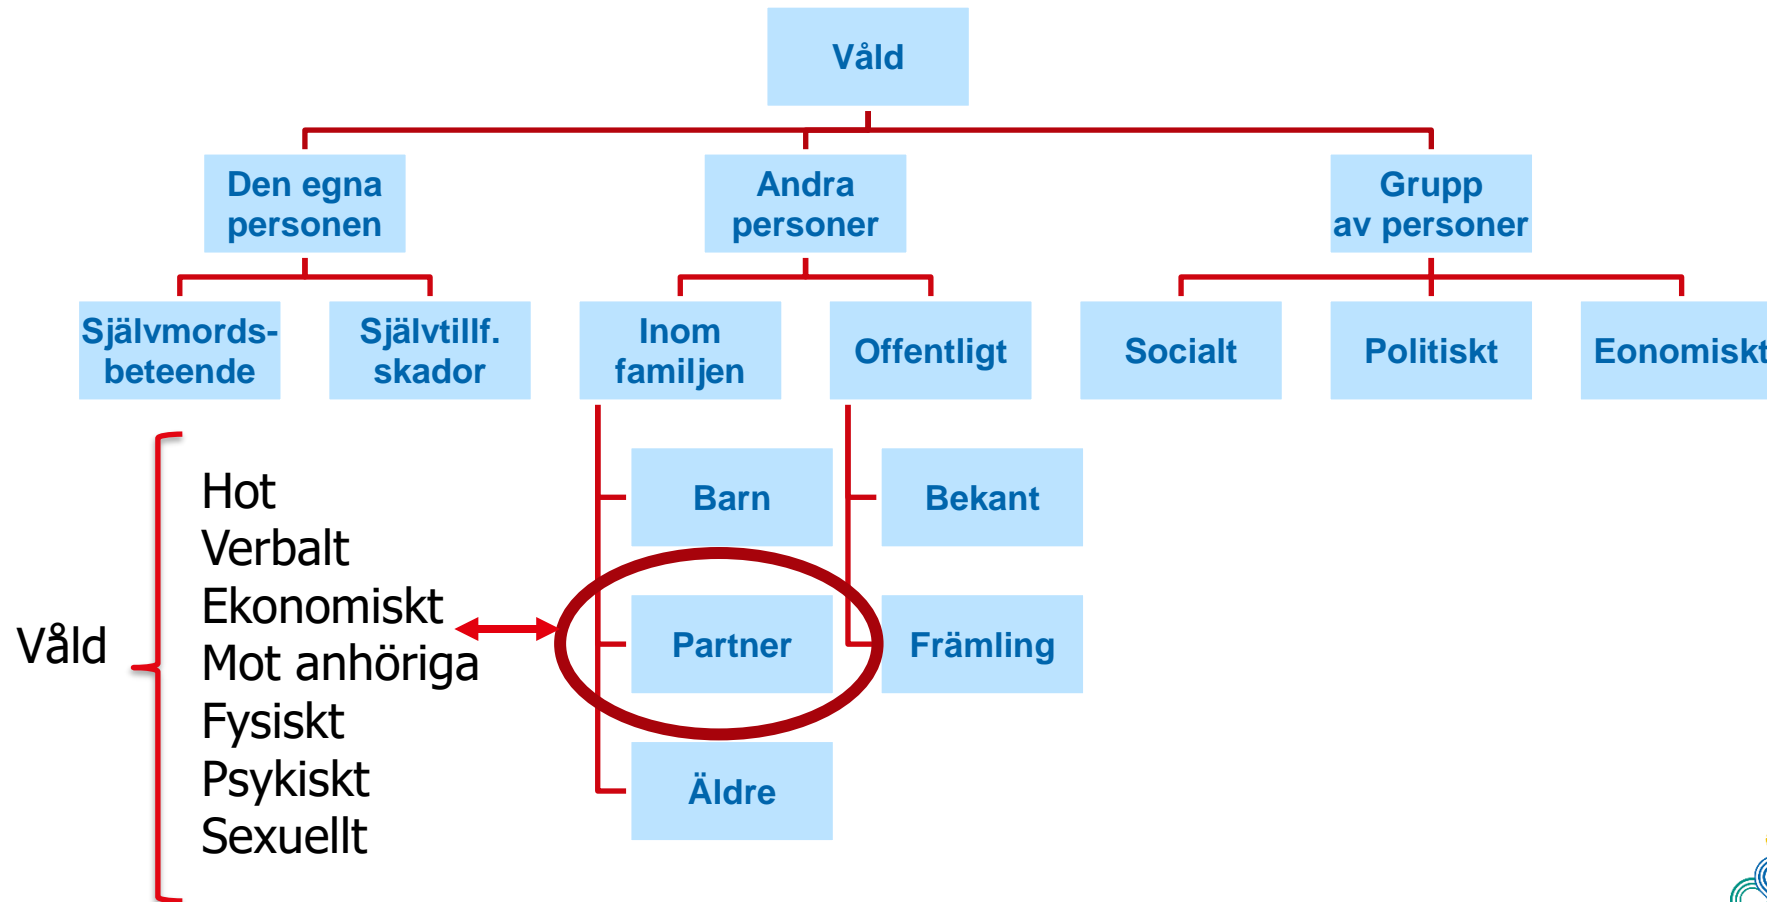 Våld
Den egna
personen
Andra
personer
Grupp
av personer
Självmords-
beteende
Självtillf.
skador
Inom
familjen
Offentligt
Socialt
Politiskt
Eonomiskt
Barn
Bekant
Partner
Främling
Äldre
Våld
Hot
Verbalt
Ekonomiskt
Mot anhöriga
Fysiskt
Psykiskt
Sexuellt